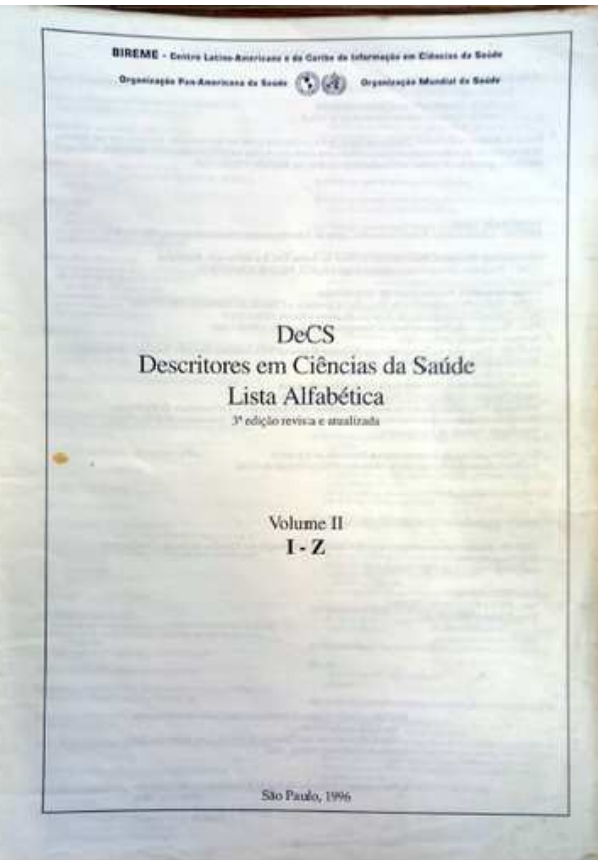 BIREME - Centro Latino-Americano e do Caribe de Informação em Ciências da Saúde
Organização Pan-Americana da Saúde Organização Mundial da Saúde
DeCS
Descritores em Ciências da Saúde
Lista Alfabética
3ª edição revista e atualizada
Volume II
I - Z
São Paulo, 1996